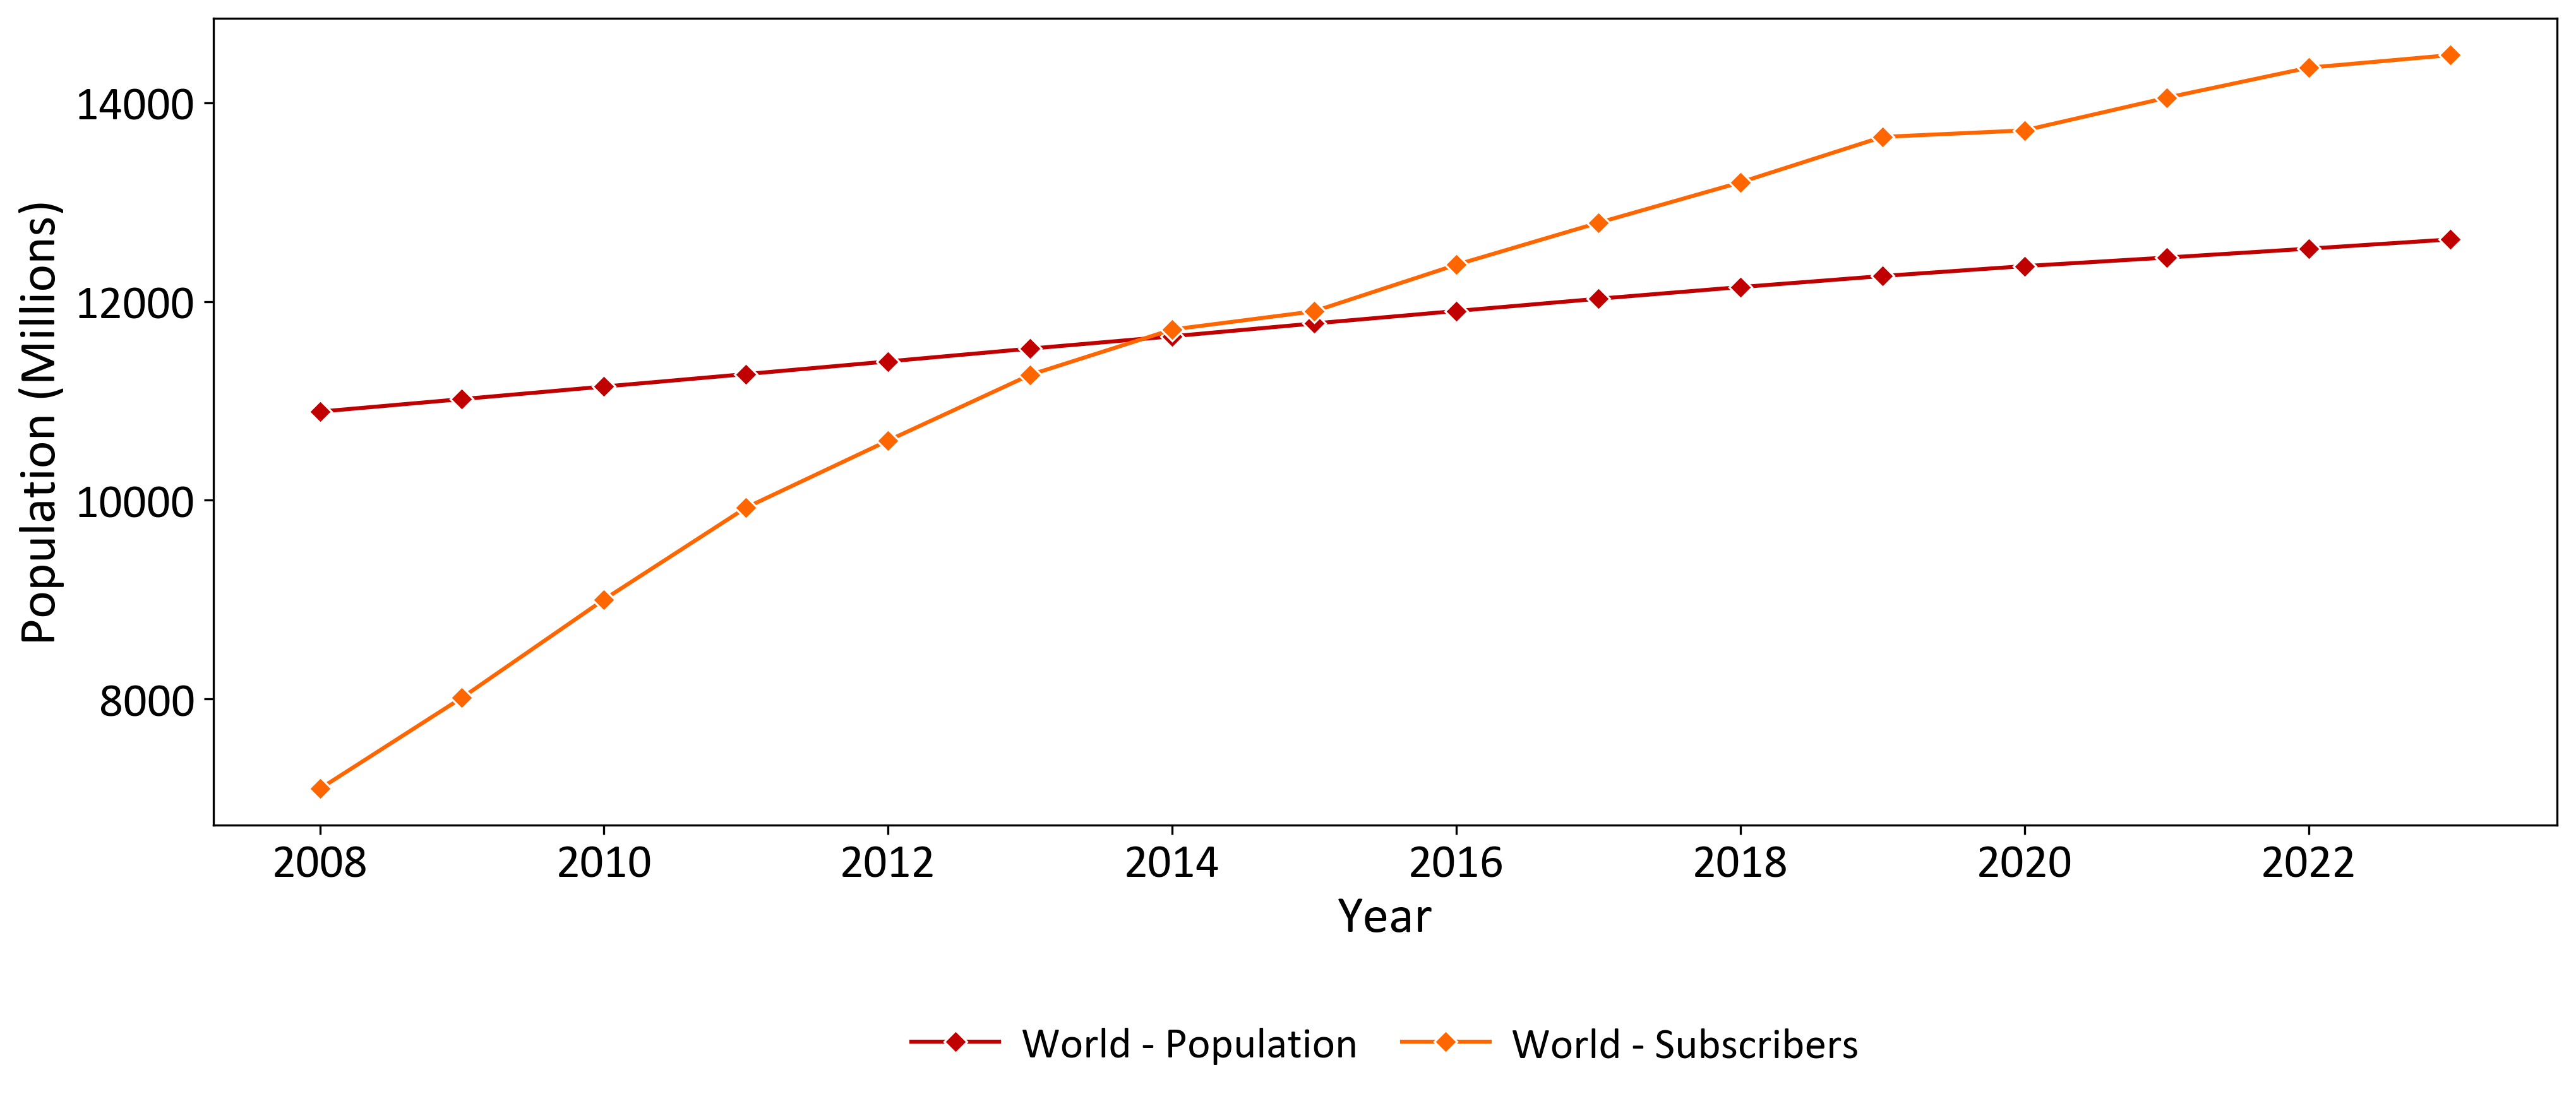 Population (Millions)
14000
12000
10000
8000
2008 2010 2012 2014 2016 2018 2020 2022
Year
World - Population World - Subscribers